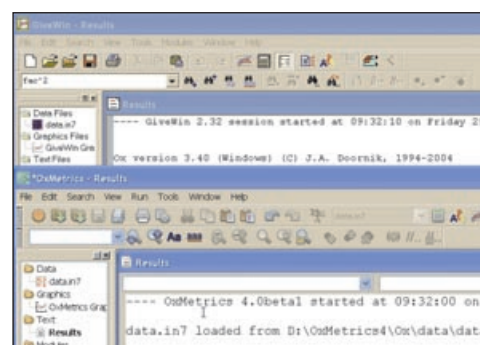 GiveWin - Results
File Edit Search View Tools Modules Window Help
fac^2
Results
Data Files
data.in7
Graphics Files
GiveWin Gre
Text Files
---- GiveWin 2.32 session started at 09:32:10 on Friday 2
Ox version 3.40 (Windows) (C) J.A. Doornik, 1994-2004
*OxMetrics - Results
File Edit Search View Run Tools Window Help
Results
Data
data.in7
Graphics
OxMetrics Grap
Text
Results
Modules
---- OxMetrics 4.0beta1 started at 09:32:00 on
data.in7 loaded from D:\OxMetrics4\Ox\data\dat